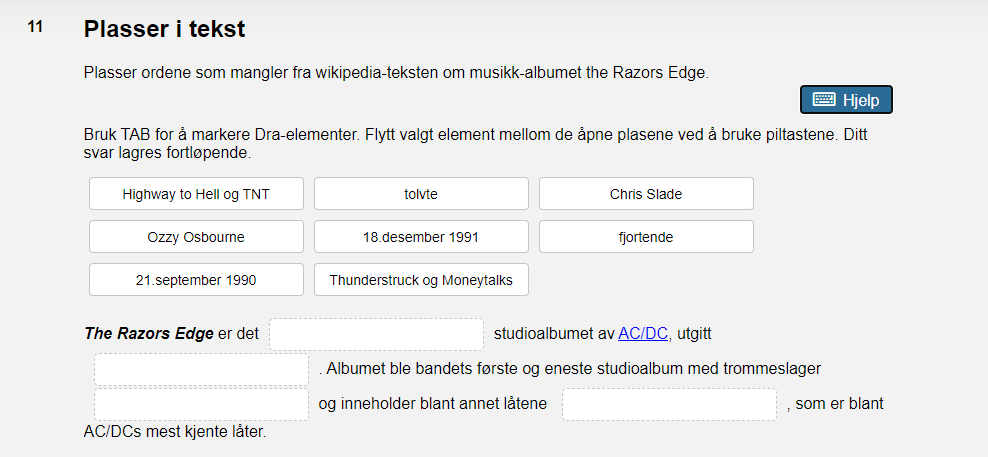 11 Plasser i tekst
Plasser ordene som mangler fra wikipedia-teksten om musikk-albumet the Razors Edge.
Hjelp
Bruk TAB for å markere Dra-elementer. Flytt valgt element mellom de åpne plasene ved å bruke piltastene. Ditt
svar lagres fortløpende.
Highway to Hell og TNT tolvte Chris Slade
Ozzy Osbourne 18.desember 1991 fjortende
21.september 1990 Thunderstruck og Moneytalks
The Razors Edge er det studioalbumet av AC/DC, utgitt
. Albumet ble bandets første og eneste studioalbum med trommeslager
og inneholder blant annet låtene , som er blant
AC/DCs mest kjente låter.